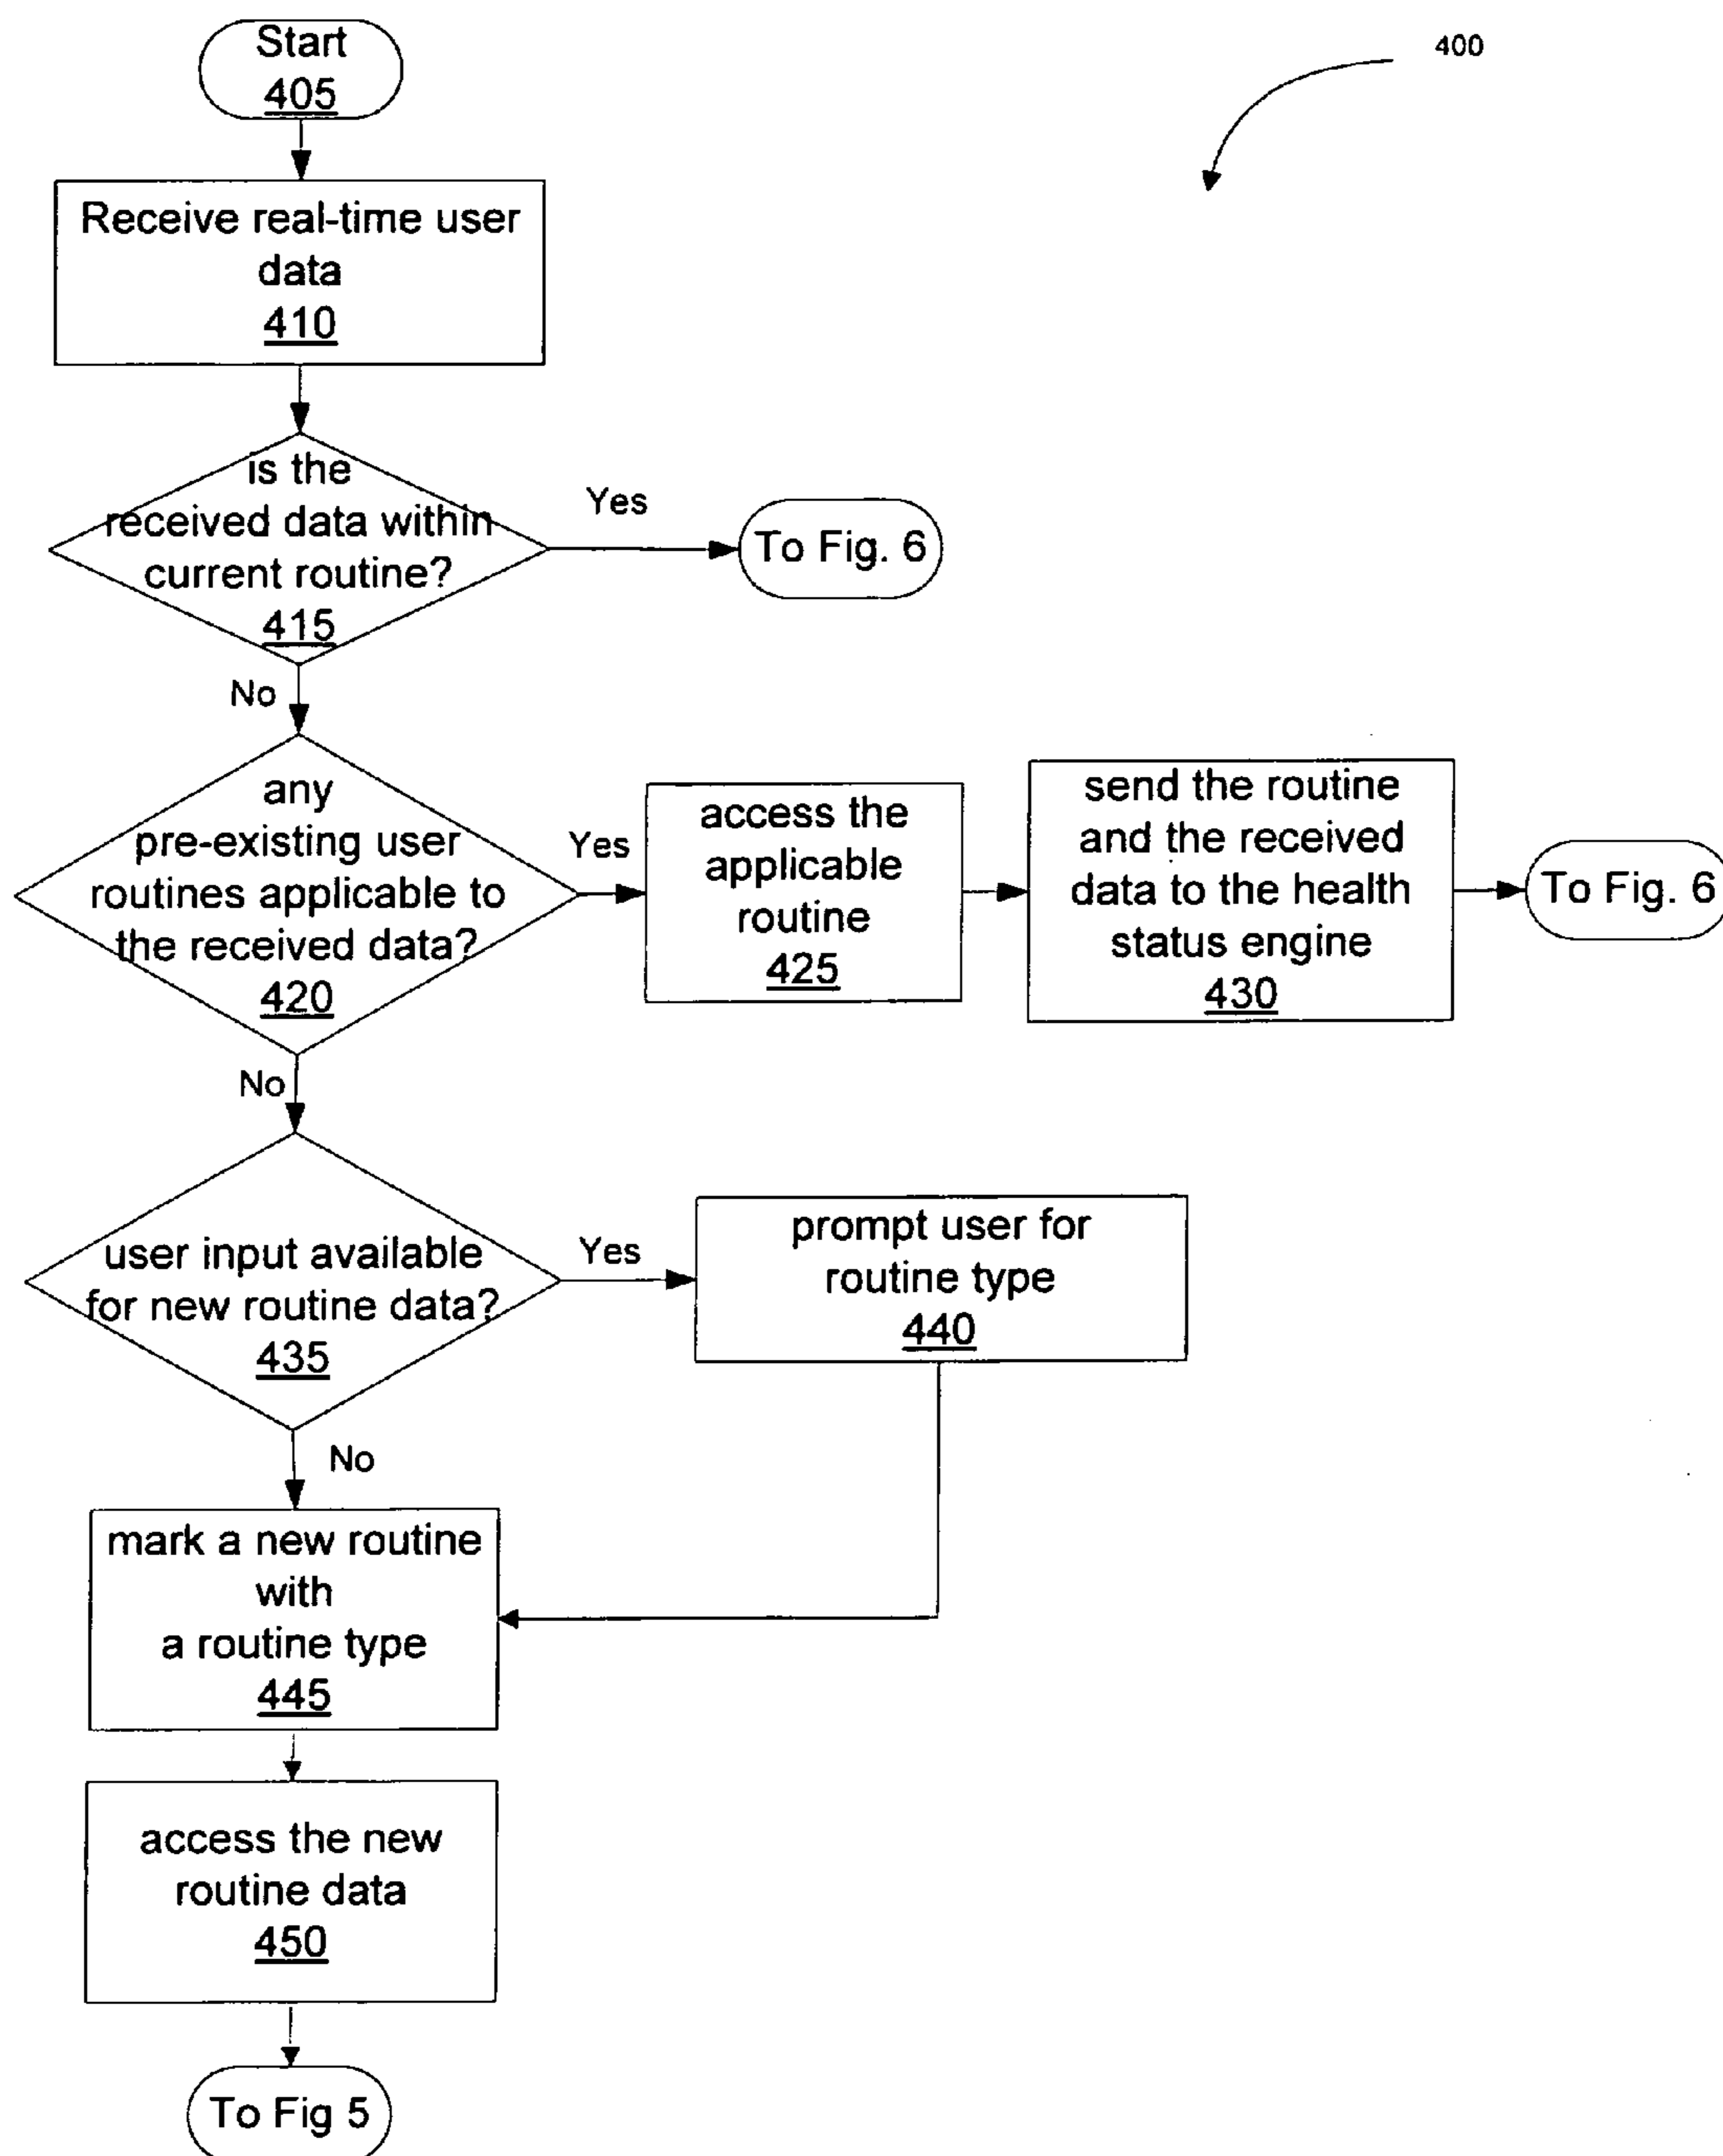 Start
405
400
Receive real-time user
data
410
is the
received data within
current routine?
415
Yes
To Fig. 6
No
any
pre-existing user
routines applicable to
the received data?
420
Yes
access the
applicable
routine
425
send the routine
and the received
data to the health
status engine
430
To Fig. 6
No
user input available
for new routine data?
435
Yes
prompt user for
routine type
440
No
mark a new routine
with
a routine type
445
access the new
routine data
450
To Fig 5